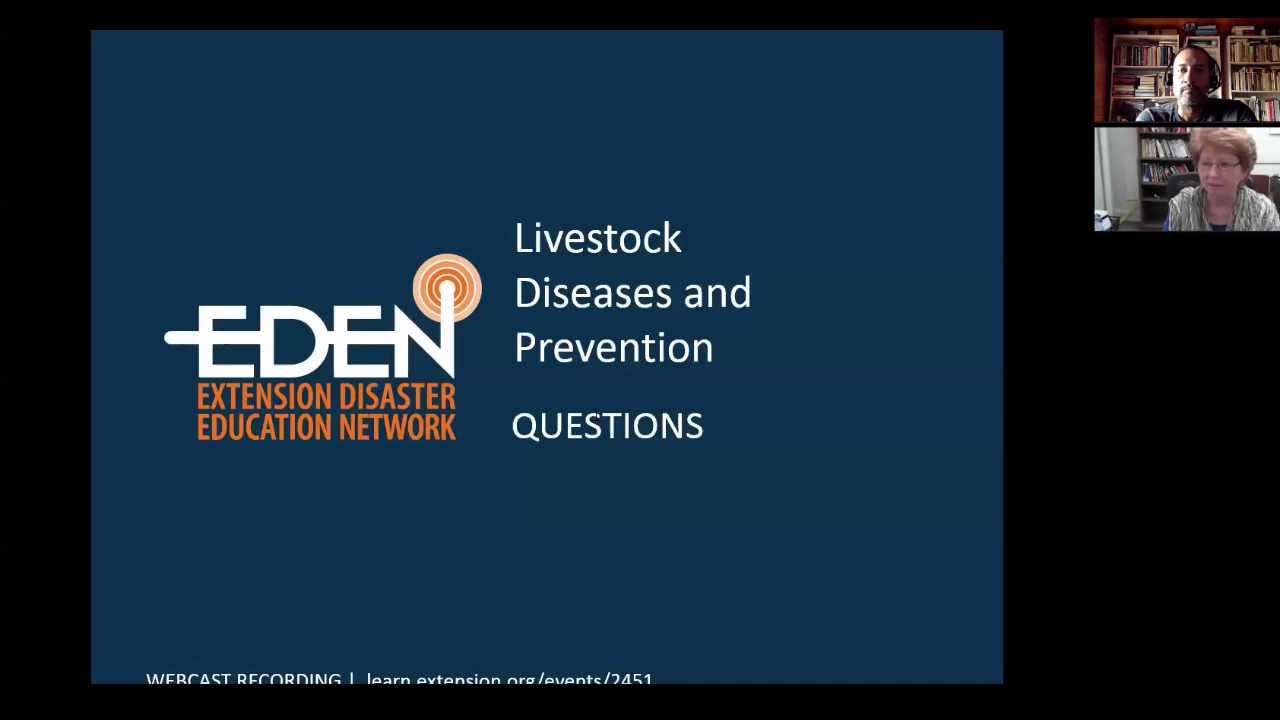 Livestock
Diseases and
Prevention
EDEN
EXTENSION DISASTER
EDUCATION NETWORK
QUESTIONS
WEBCAST RECORDING | learn.extension.org/events/2451